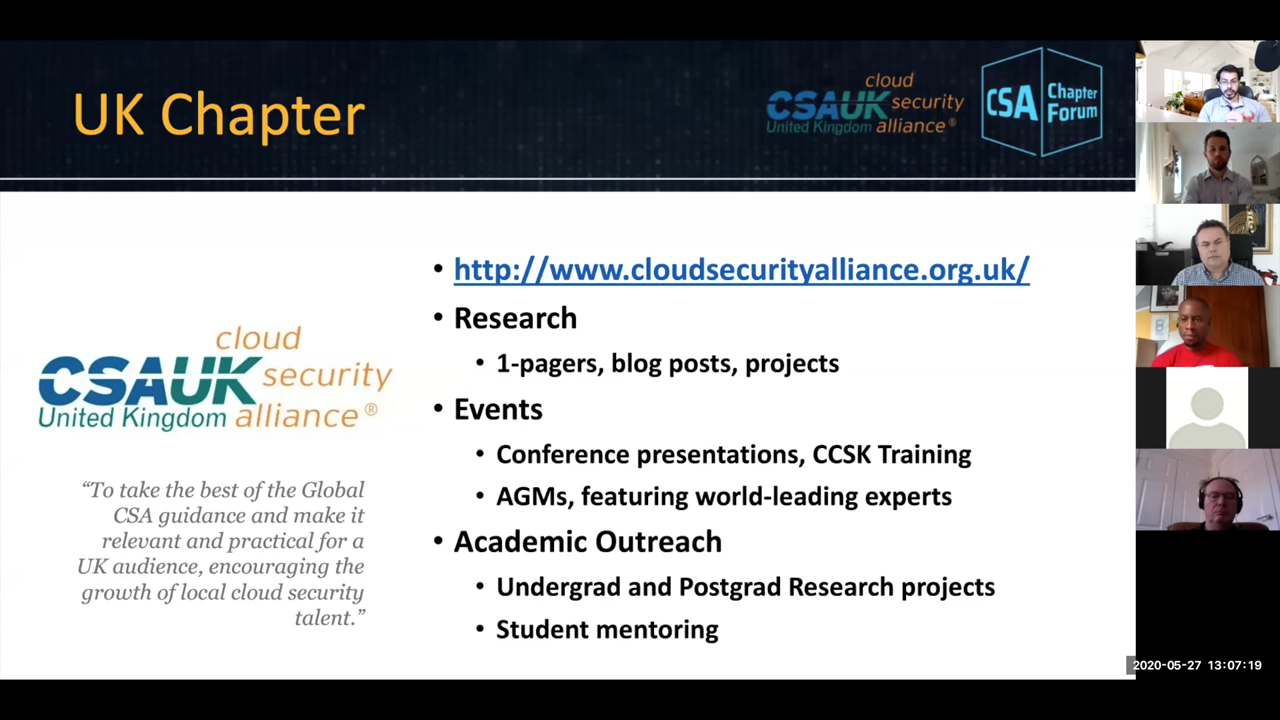 UK Chapter
cloud
CSAUK security
United Kingdom alliance®
CSA Chapter
Forum
• http://www.cloudsecurityalliance.org.uk/
• Research
• 1-pagers, blog posts, projects
• Events
• Conference presentations, CCSK Training
• AGMs, featuring world-leading experts
• Academic Outreach
• Undergrad and Postgrad Research projects
• Student mentoring
cloud
CSAUK security
United Kingdom alliance®
“To take the best of the Global
CSA guidance and make it
relevant and practical for a
UK audience, encouraging the
growth of local cloud security
talent.”
2020-05-27 13:07:19